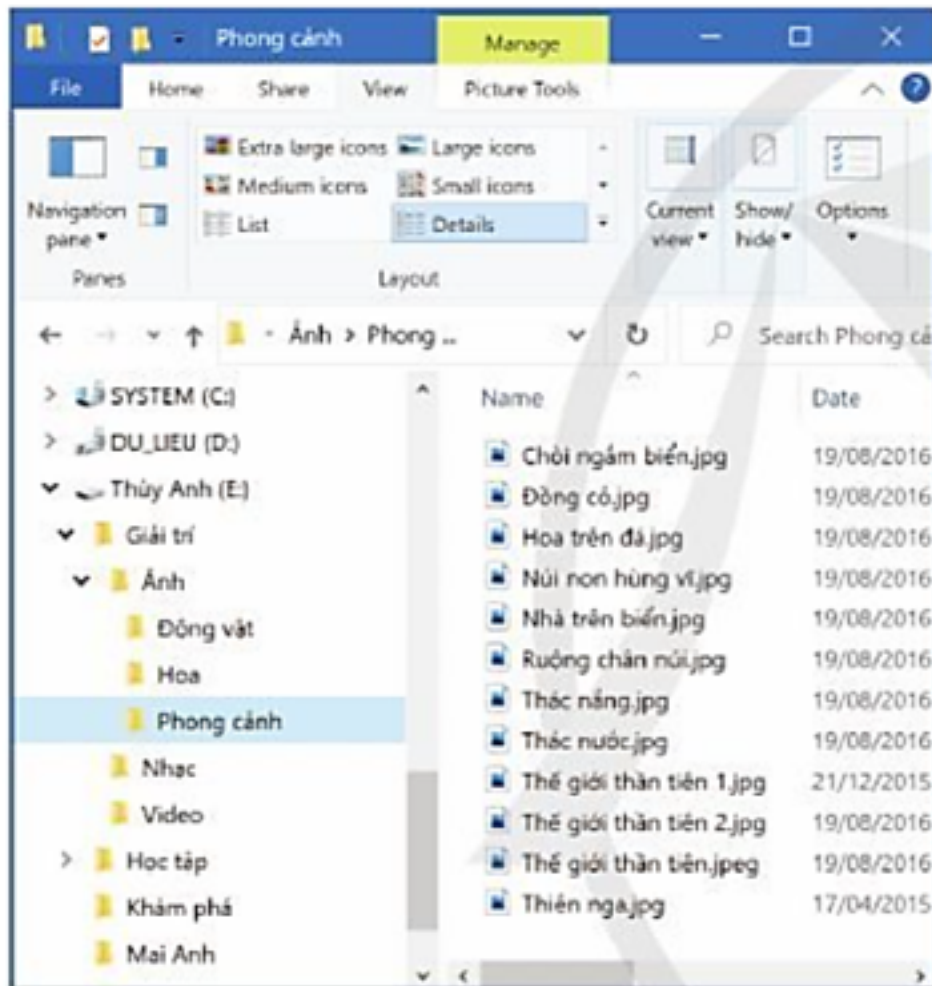 Phong cảnh
Manage
File Home Share View Picture Tools
Extra large icons Large icons
Medium icons Small icons
List Details
Navigation pane
Current view
Show/ hide
Options
Panes
Layout
Ảnh > Phong ...
Search Phong cả
SYSTEM (C:)
DU_LIEU (D:)
Thùy Anh (E:)
Giải trí
Ảnh
Động vật
Hoa
Phong cảnh
Nhạc
Video
Học tập
Khám phá
Mai Anh
Name Date
Chòi ngắm biển.jpg 19/08/2016
Đồng cỏ.jpg 19/08/2016
Hoa trên đá.jpg 19/08/2016
Núi non hùng vĩ.jpg 19/08/2016
Nhà trên biển.jpg 19/08/2016
Ruộng chân núi.jpg 19/08/2016
Thác nắng.jpg 19/08/2016
Thác nước.jpg 19/08/2016
Thế giới thần tiên 1.jpg 21/12/2015
Thế giới thần tiên 2.jpg 19/08/2016
Thế giới thần tiên.jpeg 19/08/2016
Thiên nga.jpg 17/04/2015